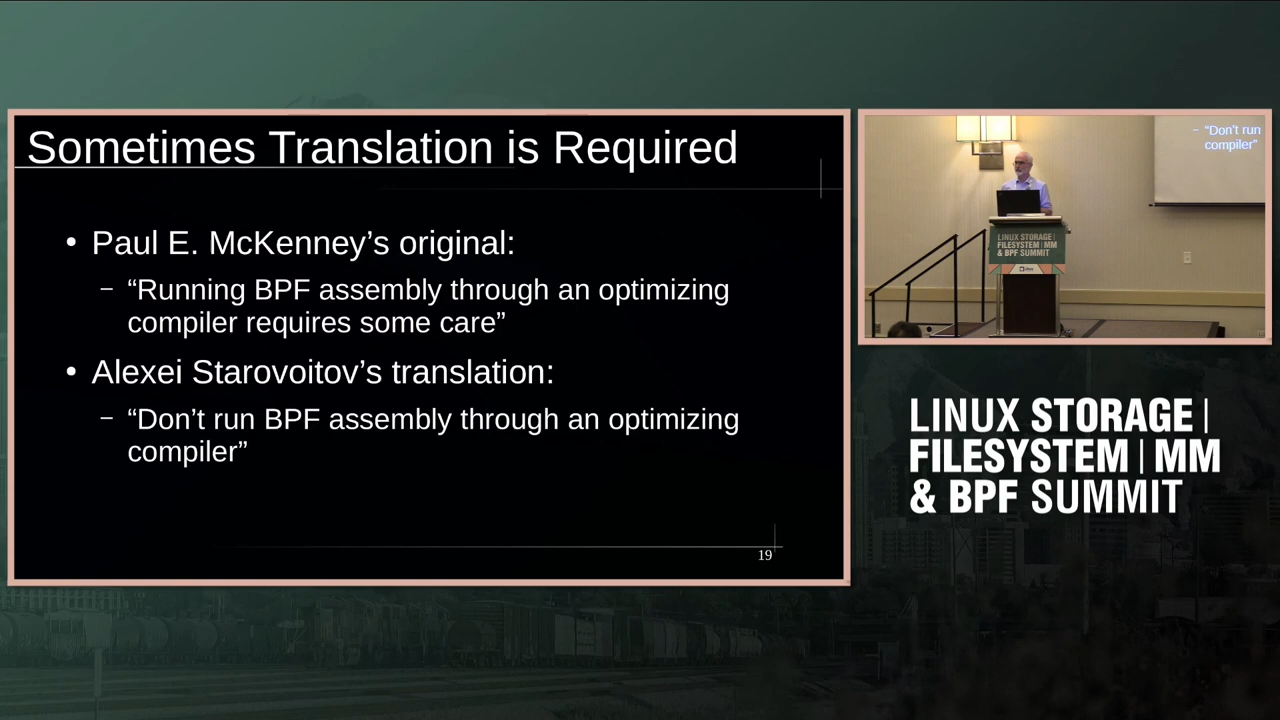 Sometimes Translation is Required
• Paul E. McKenney’s original:
– “Running BPF assembly through an optimizing
compiler requires some care”
• Alexei Starovoitov’s translation:
– “Don’t run BPF assembly through an optimizing
compiler”
19
– “Don’t run
compiler”
LINUX STORAGE |
FILESYSTEM | MM
& BPF SUMMIT
LINUX STORAGE |
FILESYSTEM | MM
& BPF SUMMIT